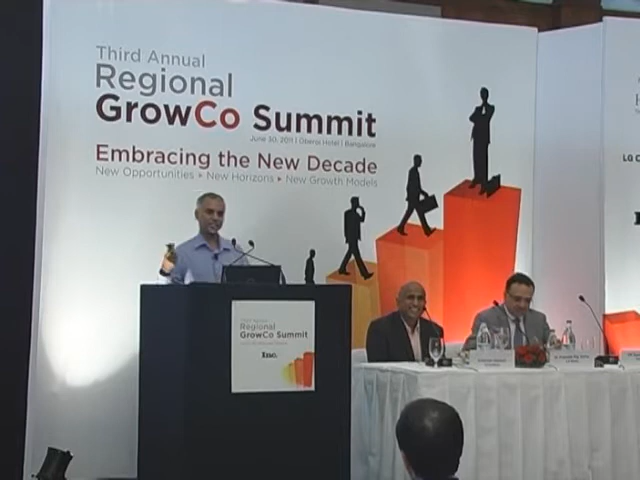 Third Annual
Regional
GrowCo Summit
June 30, 2011 | Oberoi Hotel | Bangalore
Embracing the New Decade
New Opportunities ▸ New Horizons ▸ New Growth Models
Regional
GrowCo Summit
Inc.
LG C